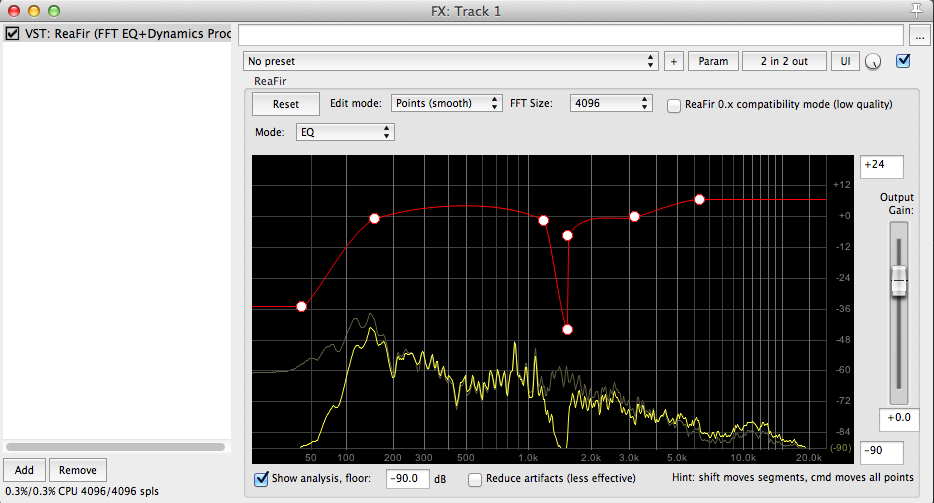 FX: Track 1
VST: ReaFir (FFT EQ+Dynamics Proc
...
No preset
+
Param
2 in 2 out
UI
ReaFir
Reset
Edit mode: Points (smooth)
FFT Size: 4096
ReaFir 0.x compatibility mode (low quality)
Mode: EQ
+24
+12
+0
-12
-24
-36
-48
-60
-72
-84
(-90)
Output
Gain:
+0.0
-90
50 100 200 300 500 1.0k 2.0k 3.0k 5.0k 10.0k 20.0k
Add
Remove
0.3%/0.3% CPU 4096/4096 spls
Show analysis, floor: -90.0 dB
Reduce artifacts (less effective)
Hint: shift moves segments, cmd moves all points